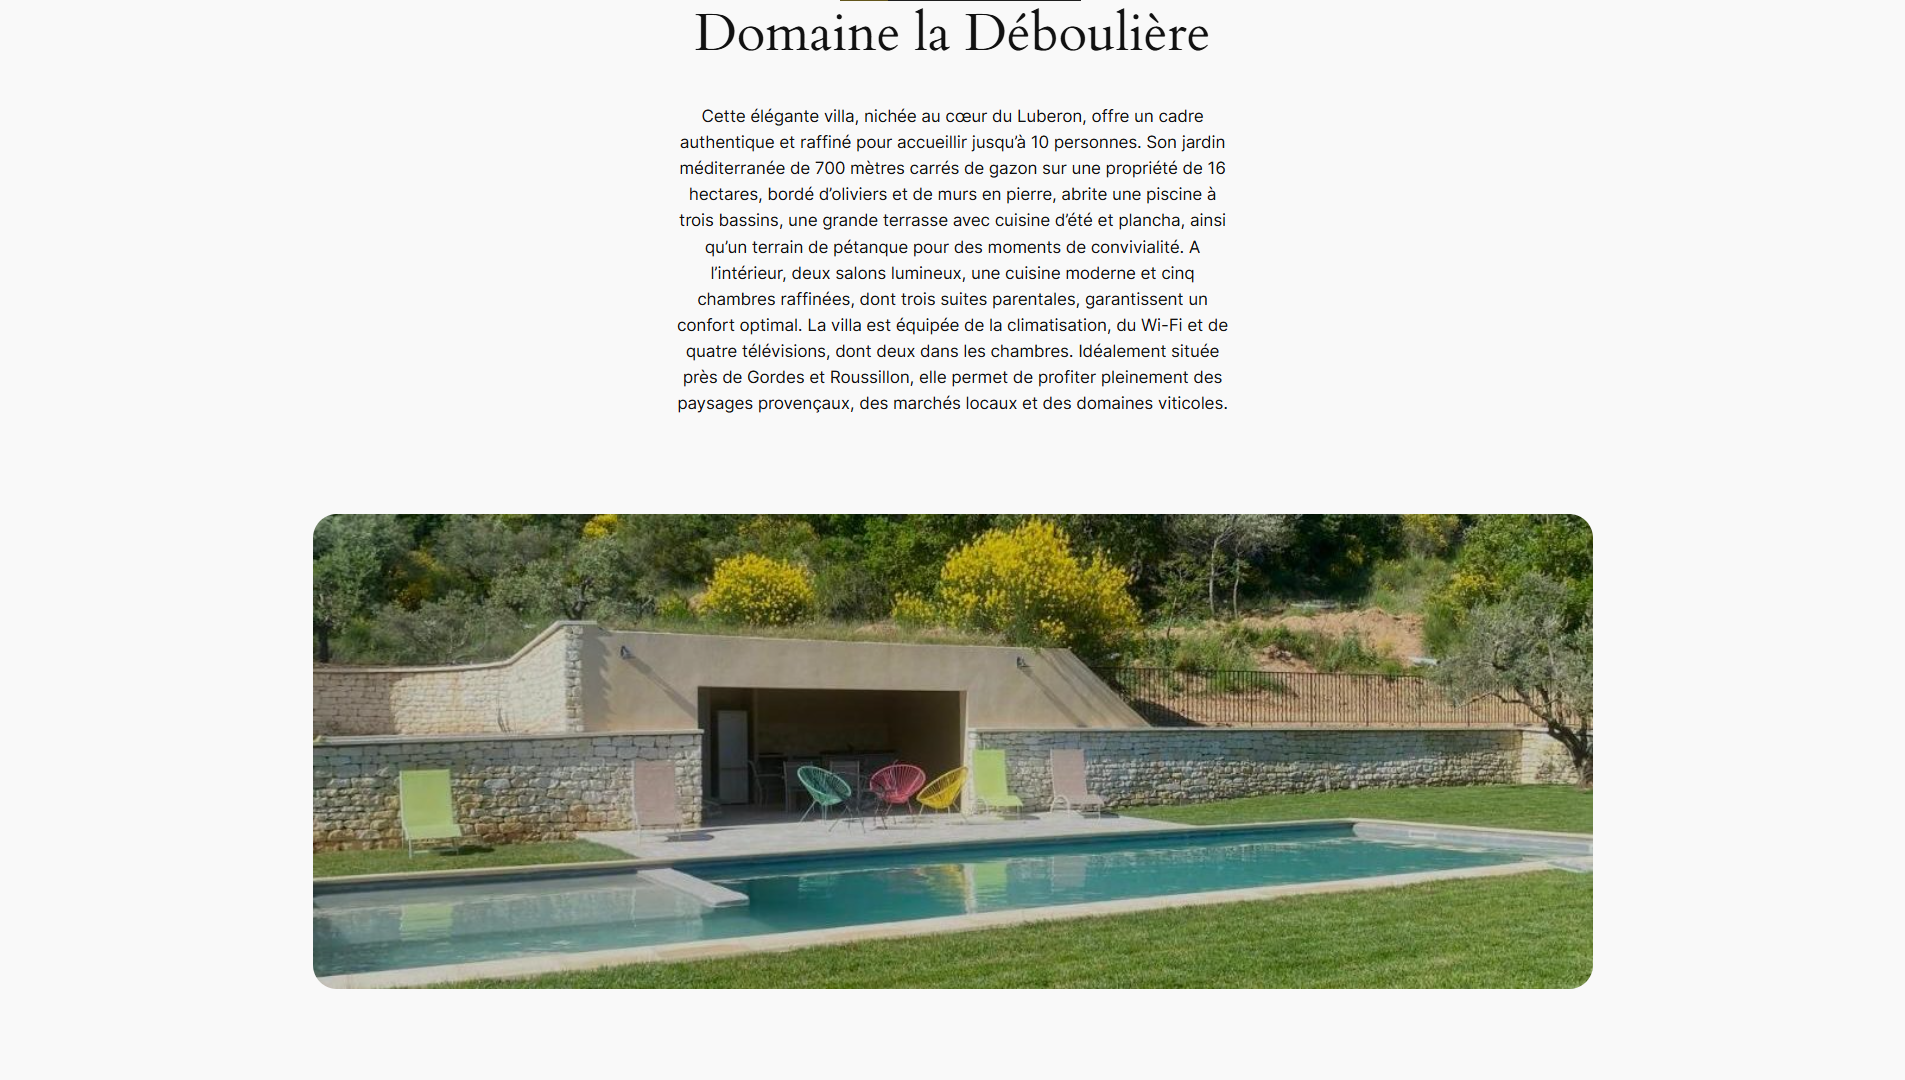 Domaine la Déboulière
Cette élégante villa, nichée au cœur du Luberon, offre un cadre
authentique et raffiné pour accueillir jusqu’à 10 personnes. Son jardin
méditerranée de 700 mètres carrés de gazon sur une propriété de 16
hectares, bordé d’oliviers et de murs en pierre, abrite une piscine à
trois bassins, une grande terrasse avec cuisine d’été et plancha, ainsi
qu’un terrain de pétanque pour des moments de convivialité. A
l’intérieur, deux salons lumineux, une cuisine moderne et cinq
chambres raffinées, dont trois suites parentales, garantissent un
confort optimal. La villa est équipée de la climatisation, du Wi-Fi et de
quatre télévisions, dont deux dans les chambres. Idéalement située
près de Gordes et Roussillon, elle permet de profiter pleinement des
paysages provençaux, des marchés locaux et des domaines viticoles.